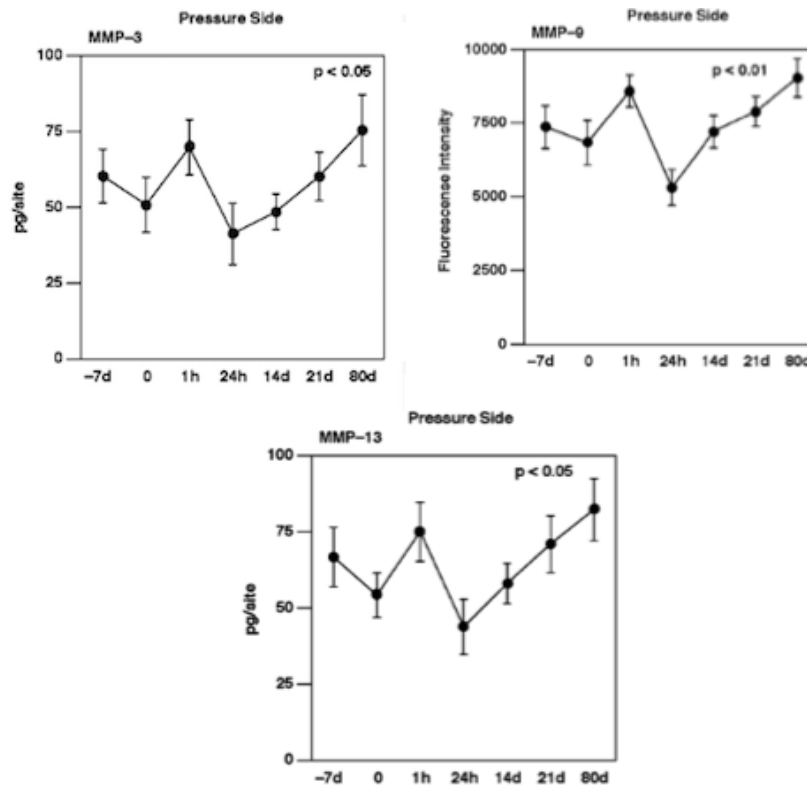 Pressure Side
MMP-3
p < 0.05
100
75
50
25
0
pg/site
-7d 0 1h 24h 14d 21d 80d
Pressure Side
MMP-9
p < 0.01
10000
7500
5000
2500
0
Fluorescense Intensity
-7d 0 1h 24h 14d 21d 80d
Pressure Side
MMP-13
p < 0.05
100
75
50
25
0
pg/site
-7d 0 1h 24h 14d 21d 80d